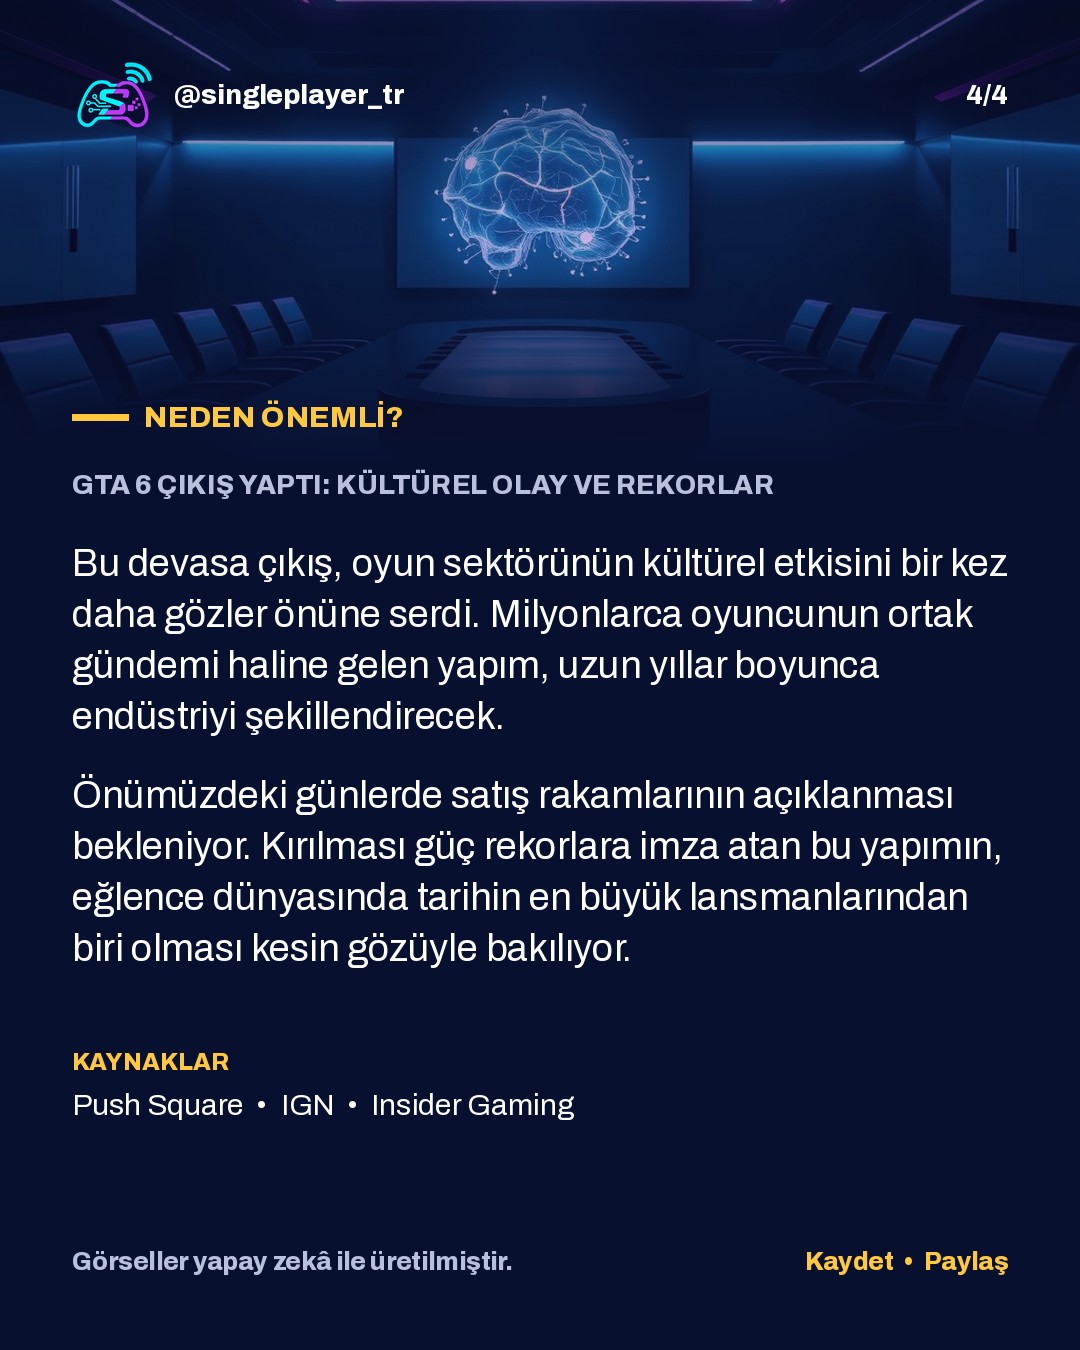 @singleplayer_tr
4/4
NEDEN ÖNEMLİ?
GTA 6 ÇIKIŞ YAPTI: KÜLTÜREL OLAY VE REKORLAR
Bu devasa çıkış, oyun sektörünün kültürel etkisini bir kez
daha gözler önüne serdi. Milyonlarca oyuncunun ortak
gündemi haline gelen yapım, uzun yıllar boyunca
endüstriyi şekillendirecek.
Önümüzdeki günlerde satış rakamlarının açıklanması
bekleniyor. Kırılması güç rekorlara imza atan bu yapımın,
eğlence dünyasında tarihin en büyük lansmanlarından
biri olması kesin gözüyle bakılıyor.
KAYNAKLAR
Push Square • IGN • Insider Gaming
Görseller yapay zekâ ile üretilmiştir.
Kaydet • Paylaş